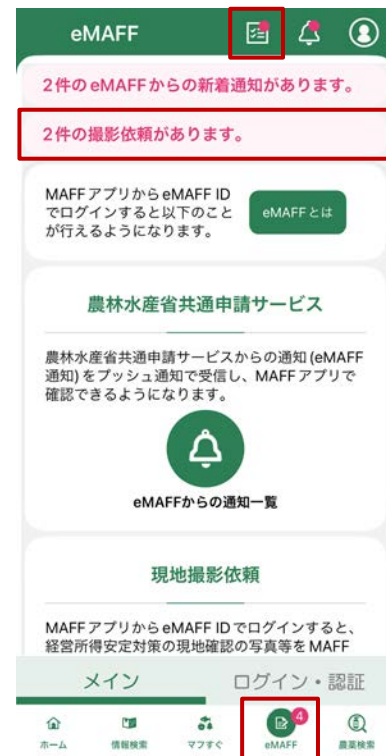 eMAFF
2件のeMAFFからの新着通知があります。
2件の撮影依頼があります。
MAFFアプリからeMAFF ID
でログインすると以下のこと
が行えるようになります。
eMAFFとは
農林水産省共通申請サービス
農林水産省共通申請サービスからの通知(eMAFF
通知)をプッシュ通知で受信し、MAFFアプリで
確認できるようになります。
eMAFFからの通知一覧
現地撮影依頼
MAFFアプリからeMAFF IDでログインすると、
経営所得安定対策の現地確認の写真等をMAFF
メイン
ログイン・認証
4
ホーム
情報検索
マフすぐ
eMAFF
農薬検索